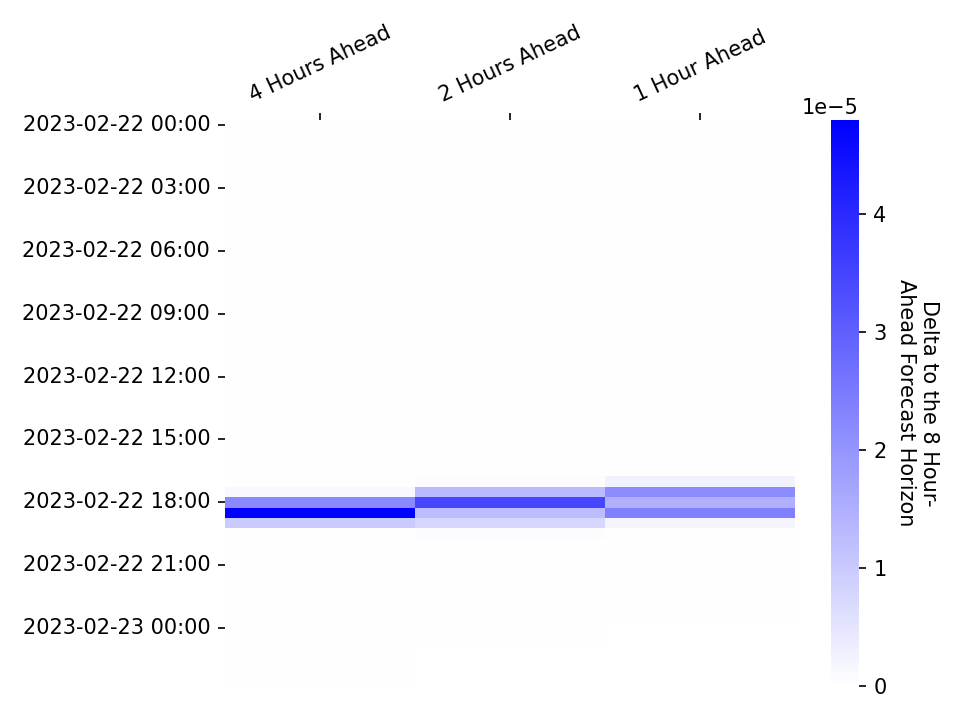 4 Hours Ahead
2 Hours Ahead
1 Hour Ahead
1e−5
2023-02-22 00:00
2023-02-22 03:00
2023-02-22 06:00
2023-02-22 09:00
2023-02-22 12:00
2023-02-22 15:00
2023-02-22 18:00
2023-02-22 21:00
2023-02-23 00:00
4
3
2
1
0
Delta to the 8 Hour-
Ahead Forecast Horizon